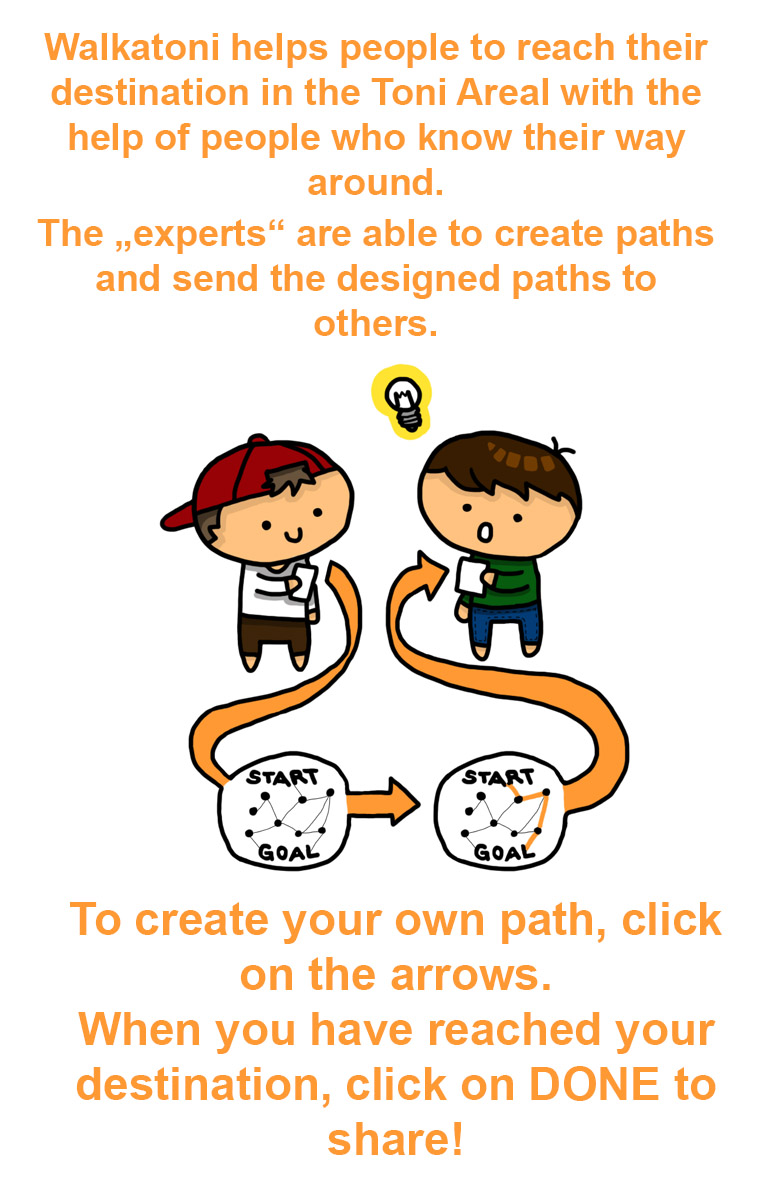 Walkatoni helps people to reach their
destination in the Toni Areal with the
help of people who know their way
around.
The „experts“ are able to create paths
and send the designed paths to
others.
START
GOAL
START
GOAL
To create your own path, click
on the arrows.
When you have reached your
destination, click on DONE to
share!